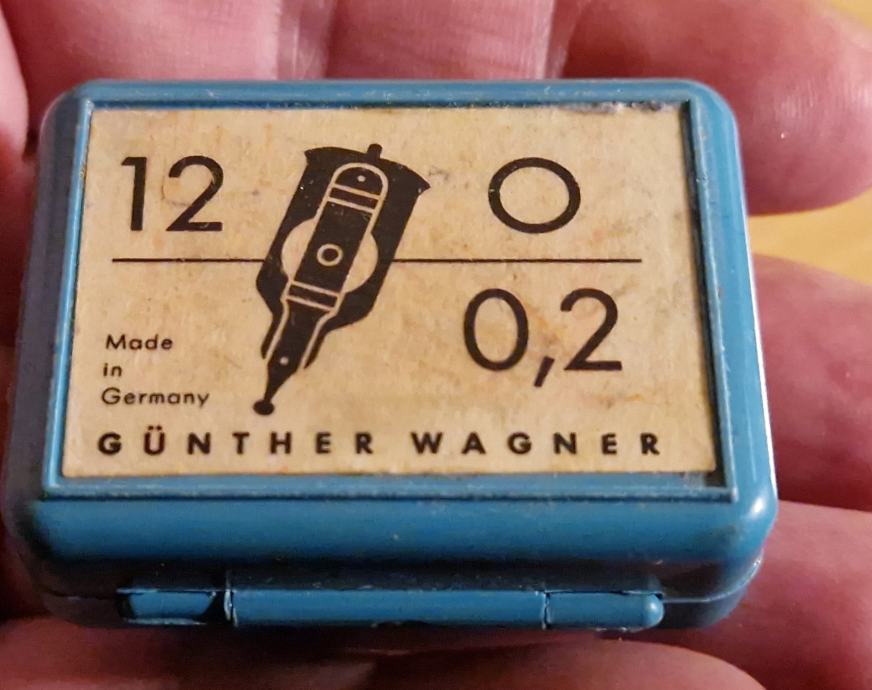 12 O
0,2
Made
in
Germany
GÜNTHER WAGNER